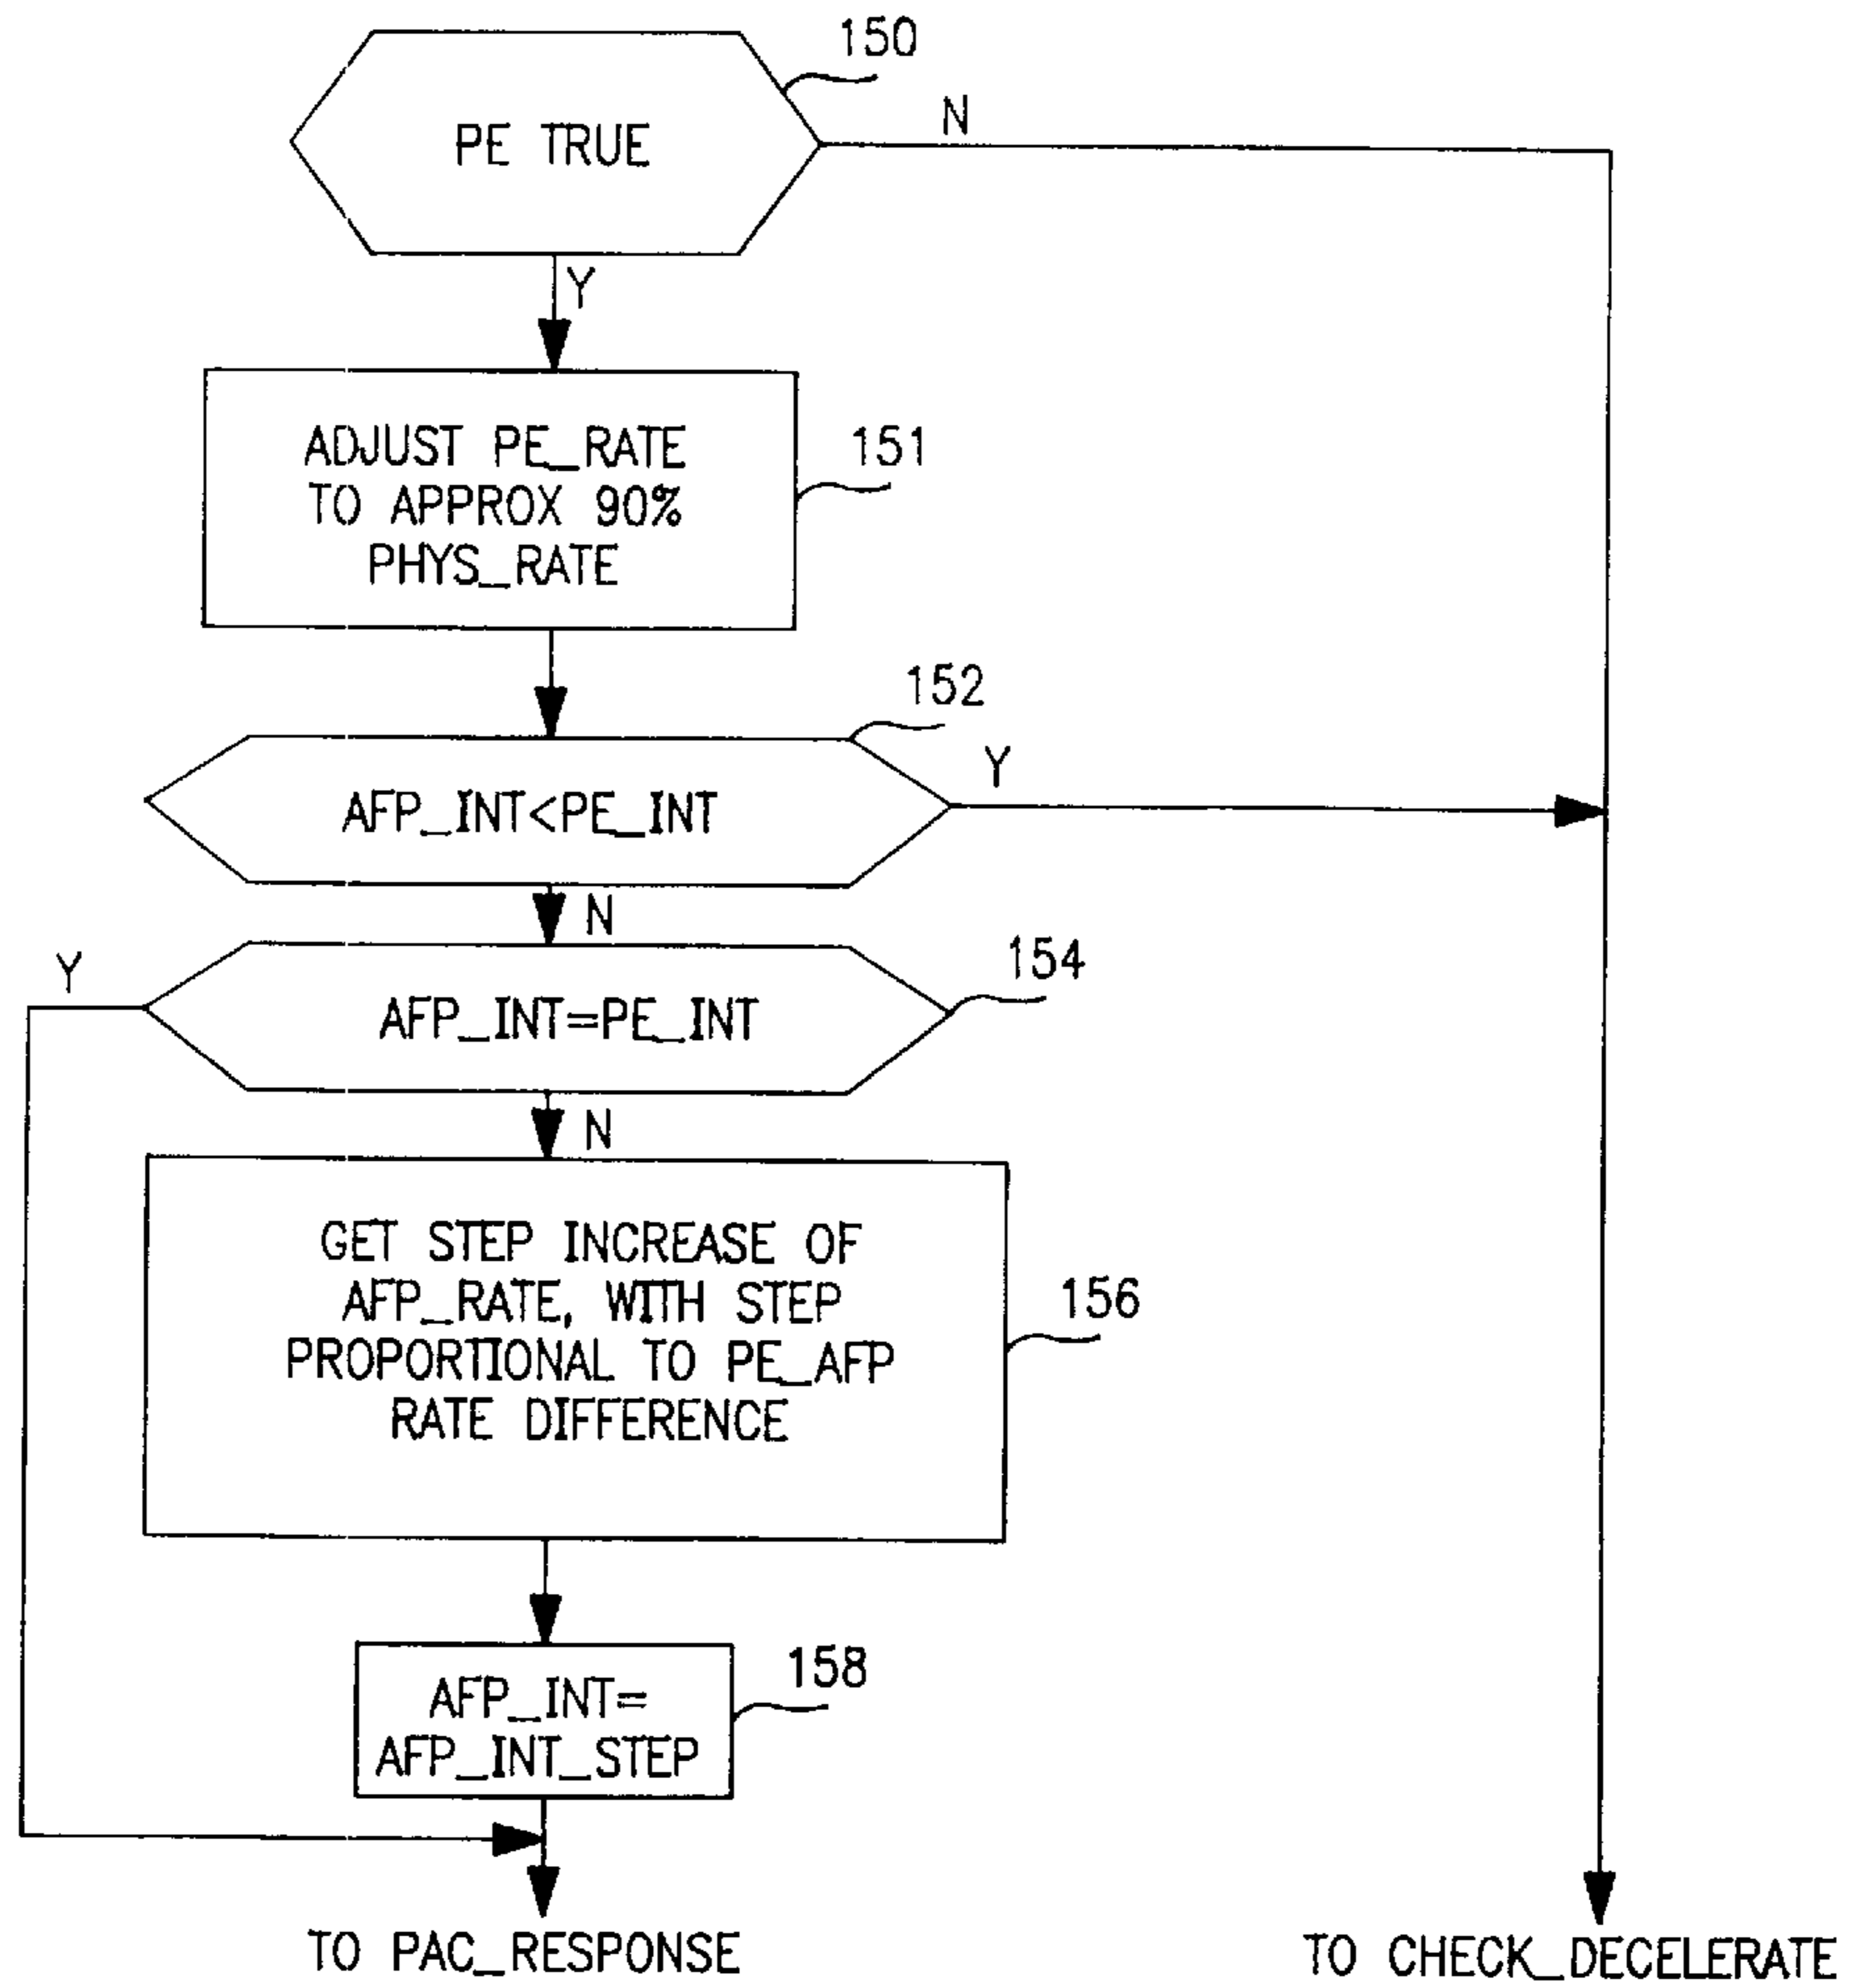 150
N
PE TRUE
Y
ADJUST PE_RATE
TO APPROX 90%
PHYS_RATE
151
152
Y
AFP_INT<PE_INT
N
154
Y
AFP_INT=PE_INT
N
GET STEP INCREASE OF
AFP_RATE, WITH STEP
PROPORTIONAL TO PE_AFP
RATE DIFFERENCE
156
158
AFP_INT=
AFP_INT_STEP
TO PAC_RESPONSE
TO CHECK_DECELERATE